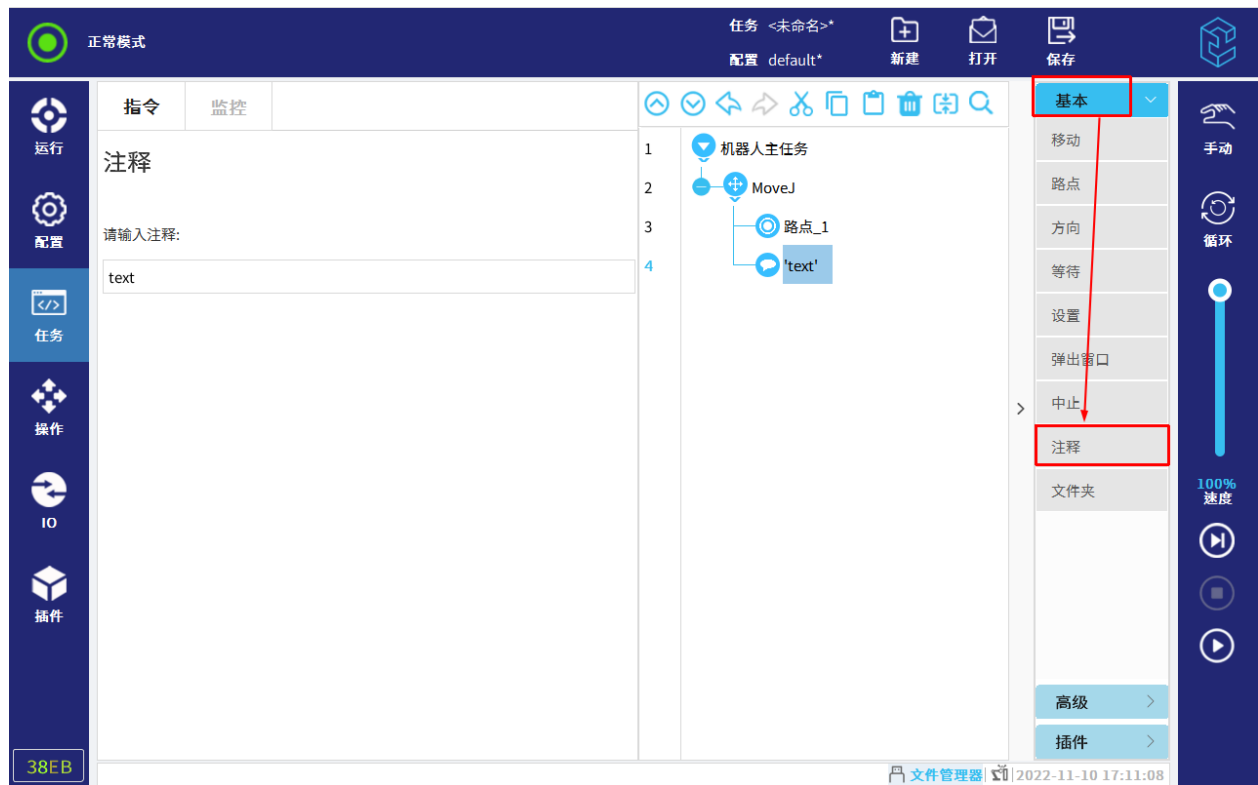 正常模式
任务 <未命名>*
配置 default*
新建
打开
保存
运行
配置
任务
操作
IO
插件
38EB
指令
监控
注释
请输入注释:
text
1 机器人主任务
2 MoveJ
3 路点_1
4 'text'
基本
移动
路点
方向
等待
设置
弹出窗口
中止
注释
文件夹
高级
插件
手动
循环
100%
速度
文件管理器
2022-11-10 17:11:08